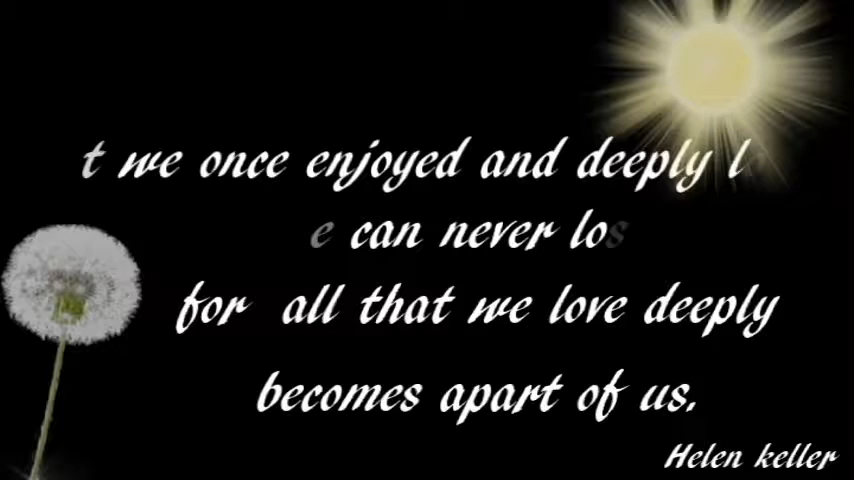 t we once enjoyed and deeply l
e can never los
for all that we love deeply
becomes apart of us.
Helen keller